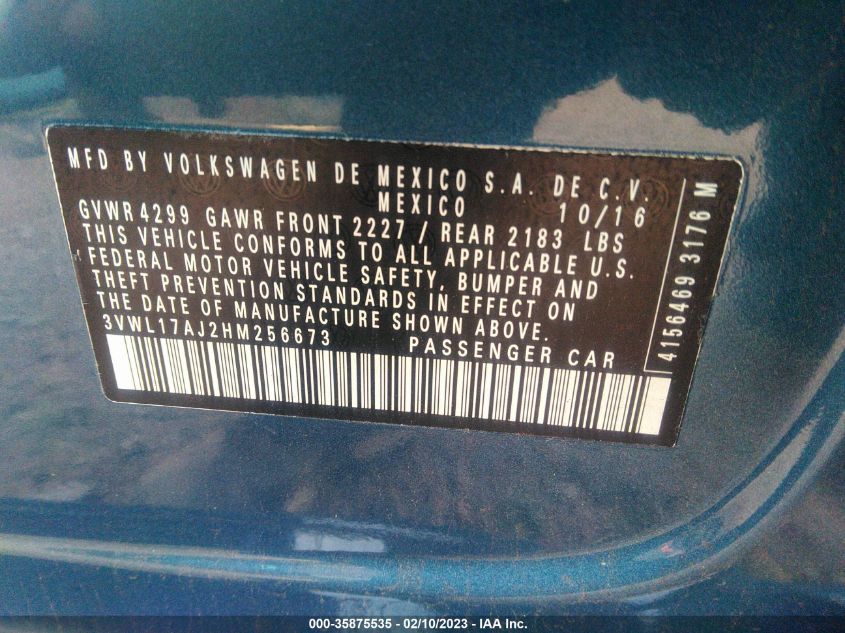 MFD BY VOLKSWAGEN DE MEXICO S.A. DE C.V.
MEXICO 10/16
GVWR 4299 GAWR FRONT 2227 / REAR 2183 LBS
THIS VEHICLE CONFORMS TO ALL APPLICABLE U.S.
FEDERAL MOTOR VEHICLE SAFETY, BUMPER AND
THEFT PREVENTION STANDARDS IN EFFECT ON
THE DATE OF MANUFACTURE SHOWN ABOVE.
3VWL17AJ2HM256673 PASSENGER CAR
4156469 3176 M
000-35875535 - 02/10/2023 - IAA Inc.